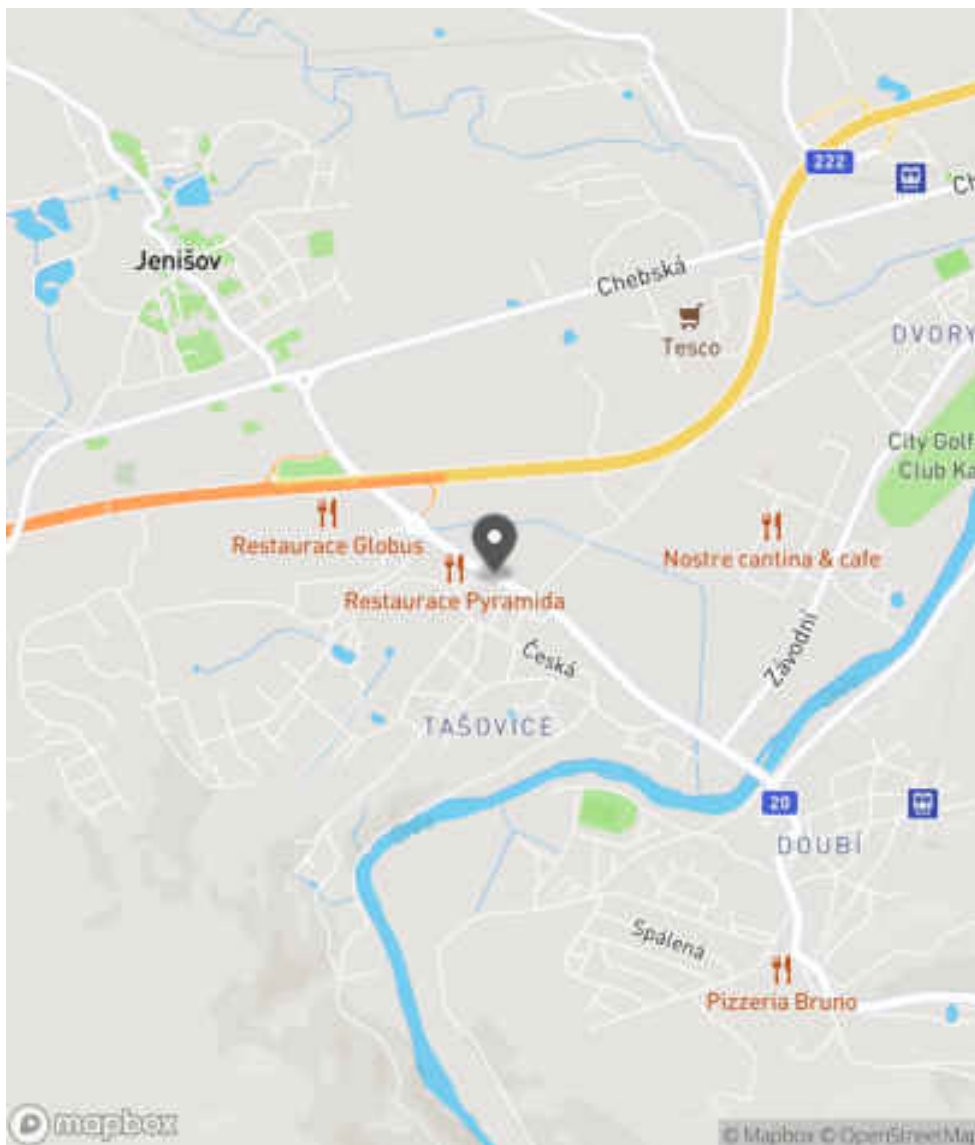 222
Ch
Chebská
Jenišov
Tesco
DVORY
City Golf
Club Ka
Restaurace Globus
Nostre cantina & cafe
Restaurace Pyramida
Česká
Závodní
TAŠOVICE
20
DOUBÍ
Spálená
Pizzeria Bruno
mapbox
© Mapbox © OpenStreetMap